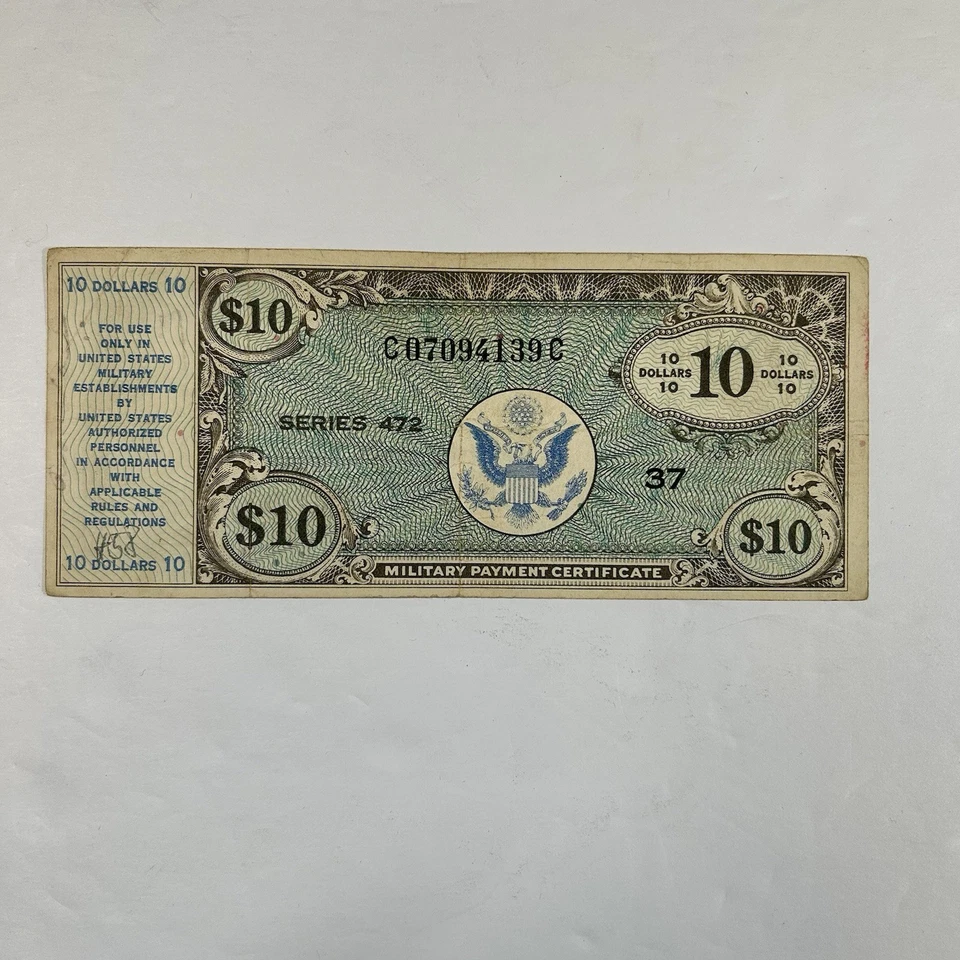 10 DOLLARS 10
FOR USE
ONLY IN
UNITED STATES
MILITARY
ESTABLISHMENTS
BY
UNITED STATES
AUTHORIZED
PERSONNEL
IN ACCORDANCE
WITH
APPLICABLE
RULES AND
REGULATIONS
#58
10 DOLLARS 10
$10
C07094139C
10 DOLLARS 10
10
10 DOLLARS 10
SERIES 472
37
$10
$10
MILITARY PAYMENT CERTIFICATE